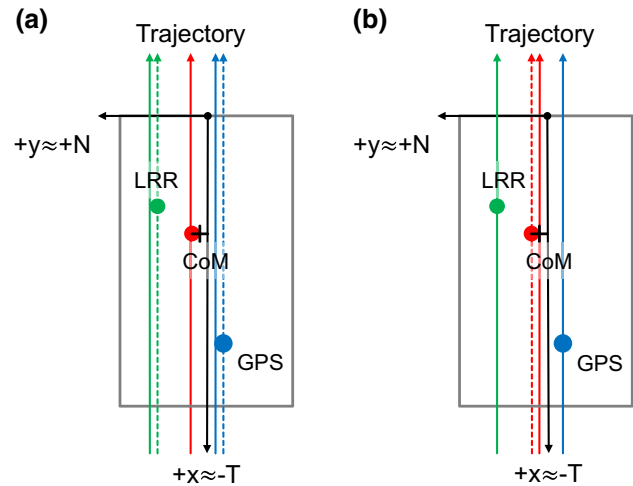 (a)
Trajectory
+y≈+N
LRR
CoM
GPS
+x≈-T
(b)
Trajectory
+y≈+N
LRR
CoM
GPS
+x≈-T